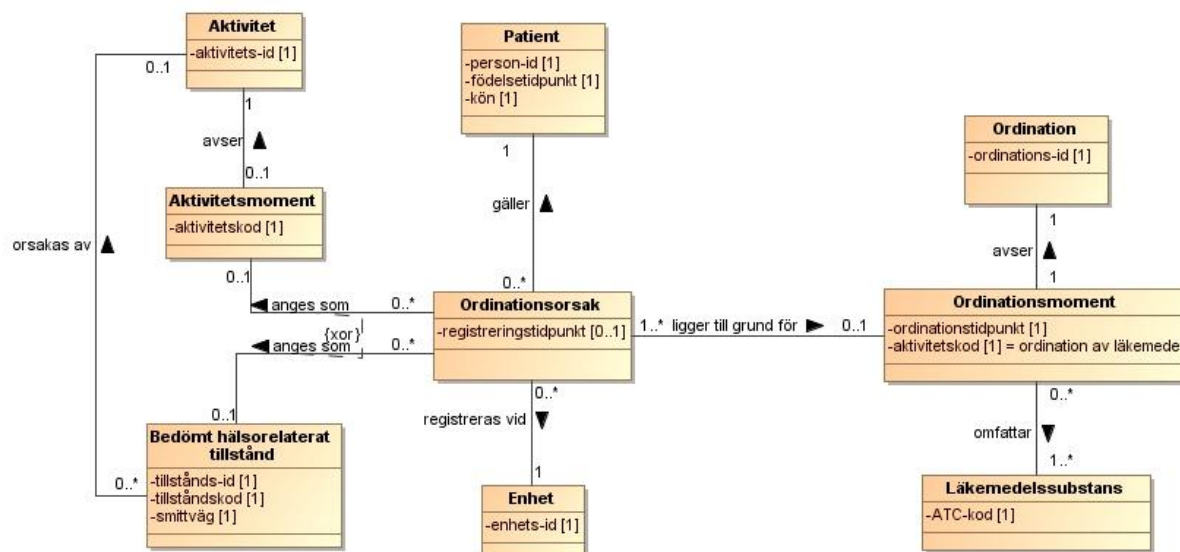 Aktivitet
-aktivitets-id [1]
0..1
1
avser
0..1
Aktivitetsmoment
-aktivitetskod [1]
orsakas av
0..1
anges som
0..*
{xor}
anges som
0..*
0..1
Bedömt hälsorelaterat
tillstånd
-tillstånds-id [1]
-tillståndskod [1]
-smittväg [1]
0..*
Patient
-person-id [1]
-födelsetidpunkt [1]
-kön [1]
1
gäller
0..*
Ordinationsorsak
-registreringstidpunkt [0..1]
1..* ligger till grund för 0..1
0..*
registreras vid
1
Enhet
-enhets-id [1]
Ordination
-ordinations-id [1]
1
avser
1
Ordinationsmoment
-ordinationstidpunkt [1]
-aktivitetskod [1] = ordination av läkemede
0..*
omfattar
1..*
Läkemedelssubstans
-ATC-kod [1]